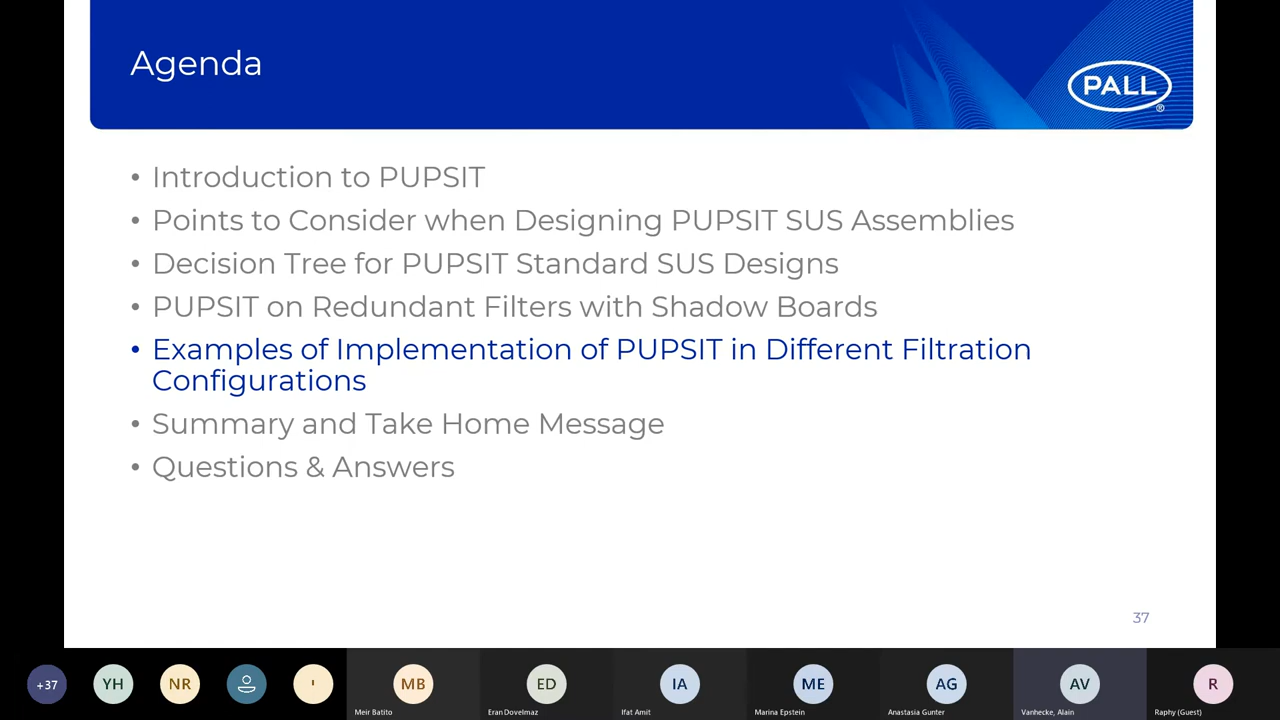 Agenda
PALL
®
• Introduction to PUPSIT
• Points to Consider when Designing PUPSIT SUS Assemblies
• Decision Tree for PUPSIT Standard SUS Designs
• PUPSIT on Redundant Filters with Shadow Boards
• Examples of Implementation of PUPSIT in Different Filtration
Configurations
• Summary and Take Home Message
• Questions & Answers
37
+37 YH NR ' MB ED IA ME AG AV R
Meir Batito Eran Dovelmaz Ifat Amit Marina Epstein Anastasia Gunter Vanhecke, Alain Raphy (Guest)